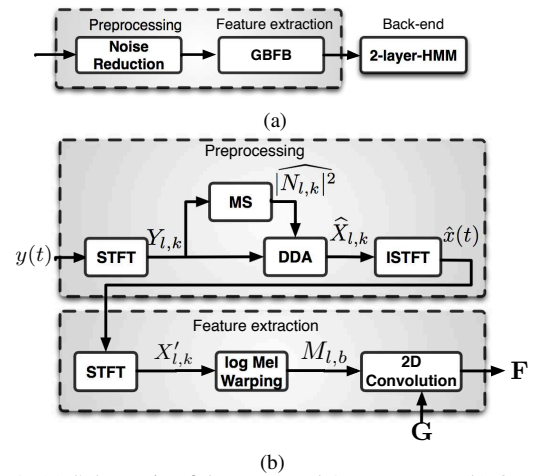 Preprocessing Feature extraction Back-end
Noise
Reduction
GBFB
2-layer-HMM
(a)
Preprocessing
MS
|N_{l,k}|^2
y(t)
STFT
Y_{l,k}
DDA
X̂_{l,k}
ISTFT
x̂(t)
Feature extraction
STFT
X'_{l,k}
log Mel
Warping
M_{l,b}
2D
Convolution
F
G
(b)